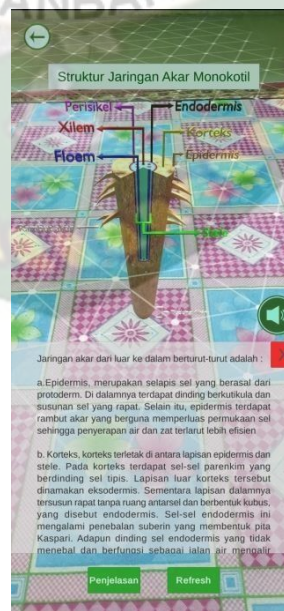 Struktur Jaringan Akar Monokotil
Perisikel
Endodermis
Xilem
Korteks
Floem
Epidermis
Jaringan akar dari luar ke dalam berturut-turut adalah :
a.Epidermis, merupakan selapis sel yang berasal dari
protoderm. Di dalamnya terdapat dinding berkutikula dan
susunan sel yang rapat. Selain itu, epidermis terdapat
rambut akar yang berguna memperluas permukaan sel
sehingga penyerapan air dan zat terlarut lebih efisien
b. Korteks, korteks terletak di antara lapisan epidermis dan
stele. Pada korteks terdapat sel-sel parenkim yang
berdinding sel tipis. Lapisan luar korteks tersebut
dinamakan eksodermis. Sementara lapisan dalamnya
tersusun rapat tanpa ruang antarsel dan berbentuk kubus,
yang disebut endodermis. Sel-sel endodermis ini
mengalami penebalan suberin yang membentuk pita
Kaspari. Adapun dinding sel endodermis yang tidak
menebal dan berfungsi sebagai jalan air mengalir
Penjelasan
Refresh